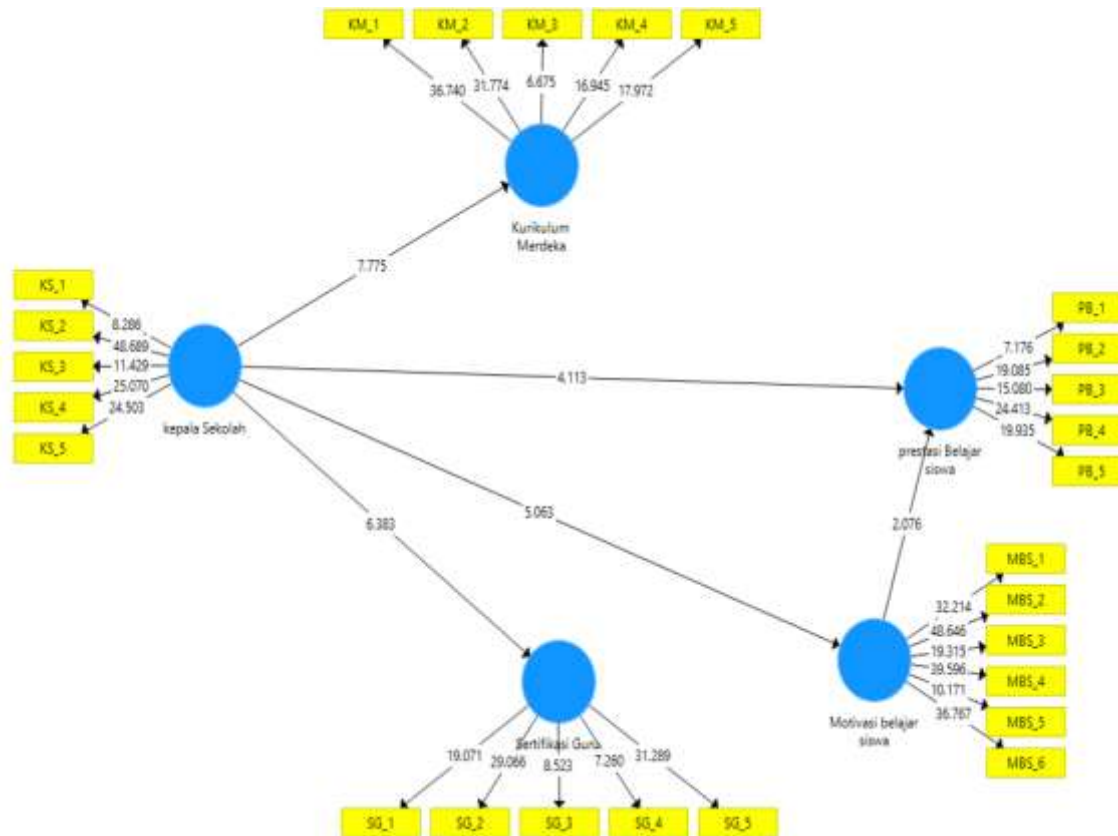 KM_1
KM_2
KM_3
KM_4
KM_5
36.740
31.774
6.675
16.945
17.972
Kurikulum
Merdeka
7.775
KS_1
KS_2
KS_3
KS_4
KS_5
8.286
48.689
11.429
25.070
24.503
kepala Sekolah
4.113
PB_1
PB_2
PB_3
PB_4
PB_5
7.176
19.085
15.080
24.413
19.935
prestasi Belajar
siswa
6.383
5.063
2.076
MBS_1
MBS_2
MBS_3
MBS_4
MBS_5
MBS_6
32.214
48.646
19.315
39.596
10.171
36.767
Motivasi belajar
siswa
Sertifikasi Guru
19.071
29.066
8.523
7.260
31.289
SG_1
SG_2
SG_3
SG_4
SG_5